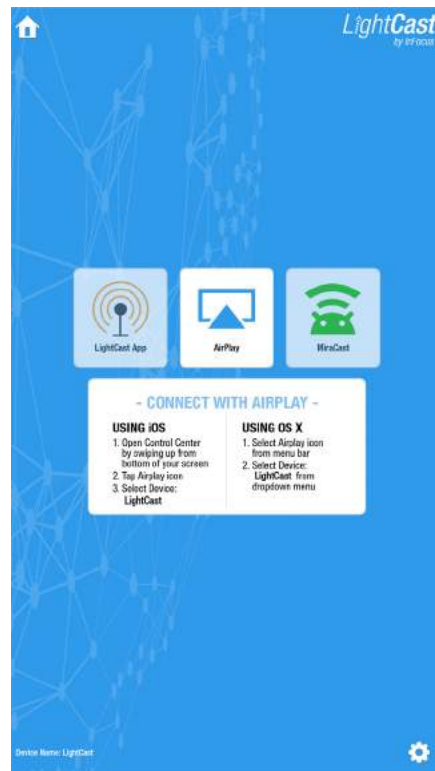 LightCast
by InFocus
LightCast App
AirPlay
MiraCast
- CONNECT WITH AIRPLAY -
USING iOS
1. Open Control Center
by swiping up from
bottom of your screen
2. Tap Airplay icon
3. Select Device:
LightCast
USING OS X
1. Select Airplay icon
from menu bar
2. Select Device:
LightCast from
dropdown menu
Device Name: LightCast